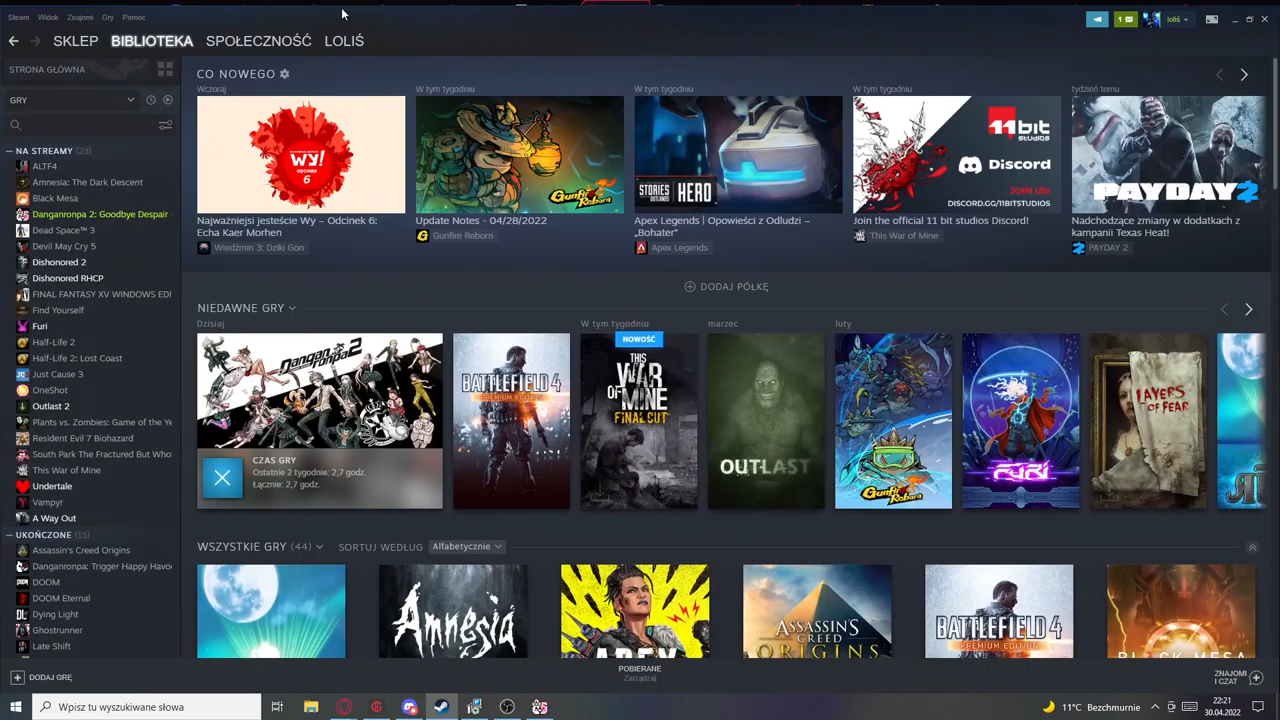 Steam Widok Znajomi Gry Pomoc
1
loliś
SKLEP BIBLIOTEKA SPOŁECZNOŚĆ LOLIŚ
STRONA GŁÓWNA
GRY
NA STREAMY (23)
ALTF4
Amnesia: The Dark Descent
Black Mesa
Danganronpa 2: Goodbye Despair -
Dead Space™ 3
Devil May Cry 5
Dishonored 2
Dishonored RHCP
FINAL FANTASY XV WINDOWS EDI
Find Yourself
Furi
Half-Life 2
Half-Life 2: Lost Coast
Just Cause 3
OneShot
Outlast 2
Plants vs. Zombies: Game of the Ye
Resident Evil 7 Biohazard
South Park The Fractured But Who
This War of Mine
Undertale
Vampyr
A Way Out
UKOŃCZONE (15)
Assassin's Creed Origins
Danganronpa: Trigger Happy Havoc
DOOM
DOOM Eternal
Dying Light
Ghostrunner
Late Shift
DODAJ GRĘ
CO NOWEGO
Wczoraj
WY!
ODCINEK
6
Najważniejsi jesteście Wy – Odcinek 6:
Echa Kaer Morhen
Wiedźmin 3: Dziki Gon
W tym tygodniu
Gunfire Reborn
Update Notes - 04/28/2022
Gunfire Reborn
W tym tygodniu
STORIES
OUTLANDS
HERO
Apex Legends | Opowieści z Odludzi –
„Bohater”
Apex Legends
W tym tygodniu
11 bit
STUDIOS
Discord
JOIN US!
DISCORD.GG/11BITSTUDIOS
Join the official 11 bit studios Discord!
This War of Mine
tydzień temu
PAYDAY 2
Nadchodzące zmiany w dodatkach z
kampanii Texas Heat!
PAYDAY 2
DODAJ PÓŁKĘ
NIEDAWNE GRY
Dzisiaj
Danganronpa 2
CZAS GRY
Ostatnie 2 tygodnie: 2,7 godz.
Łącznie: 2,7 godz.
BATTLEFIELD 4
PREMIUM EDITION
W tym tygodniu
NOWOŚĆ
THIS
WAR
OF MINE
FINAL CUT
marzec
OUTLAST
luty
Gunfire Reborn
FURI
LAYERS
OF FEAR
WSZYSTKIE GRY (44)
SORTUJ WEDŁUG Alfabetycznie
Amnesia
APEX
ASSASSIN'S
CREED
ORIGINS
BATTLEFIELD 4
PREMIUM EDITION
BLACK MESA
POBIERANE
Zarządzaj
ZNAJOMI
I CZAT
Wpisz tu wyszukiwane słowa
11°C Bezchmurnie
22:21
30.04.2022